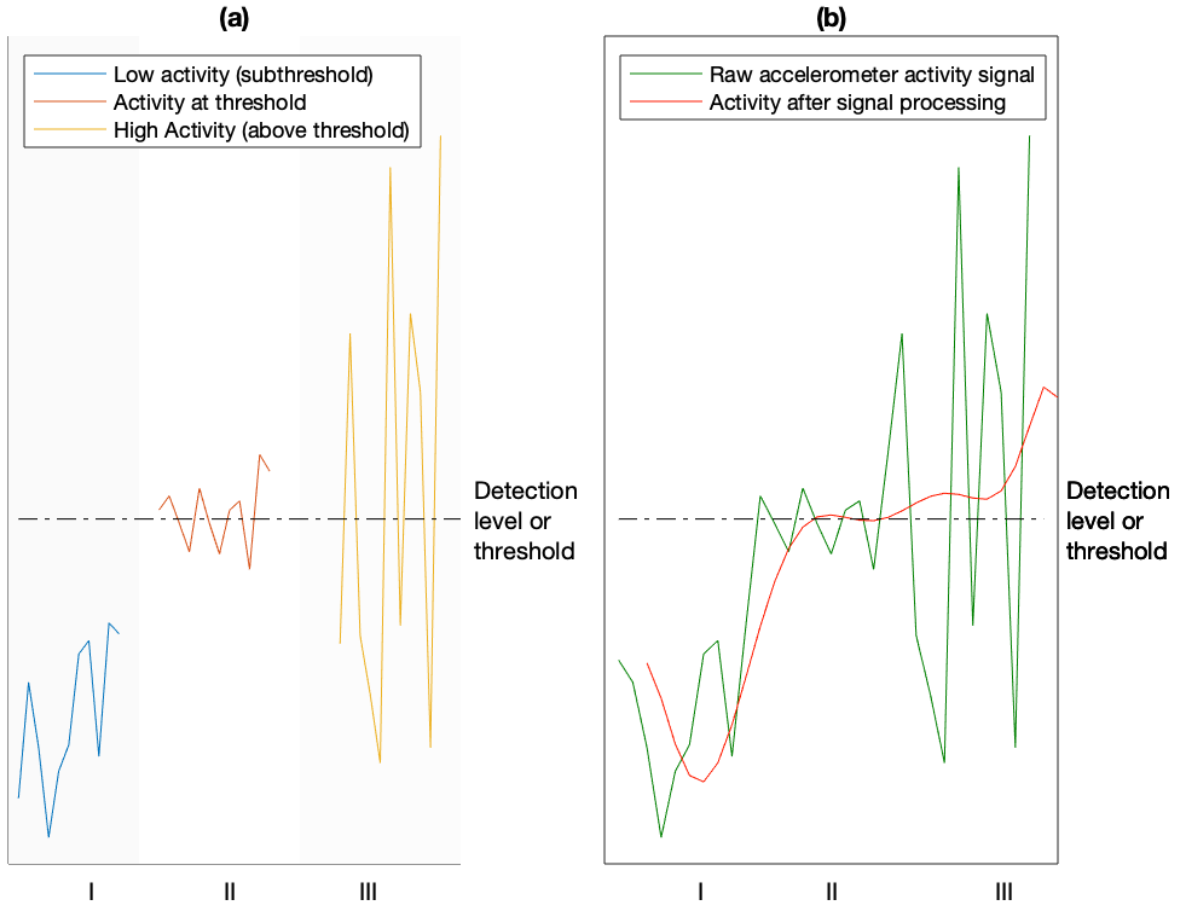 (a)
Low activity (subthreshold)
Activity at threshold
High Activity (above threshold)
Detection
level or
threshold
I
II
III
(b)
Raw accelerometer activity signal
Activity after signal processing
Detection
level or
threshold
I
II
III